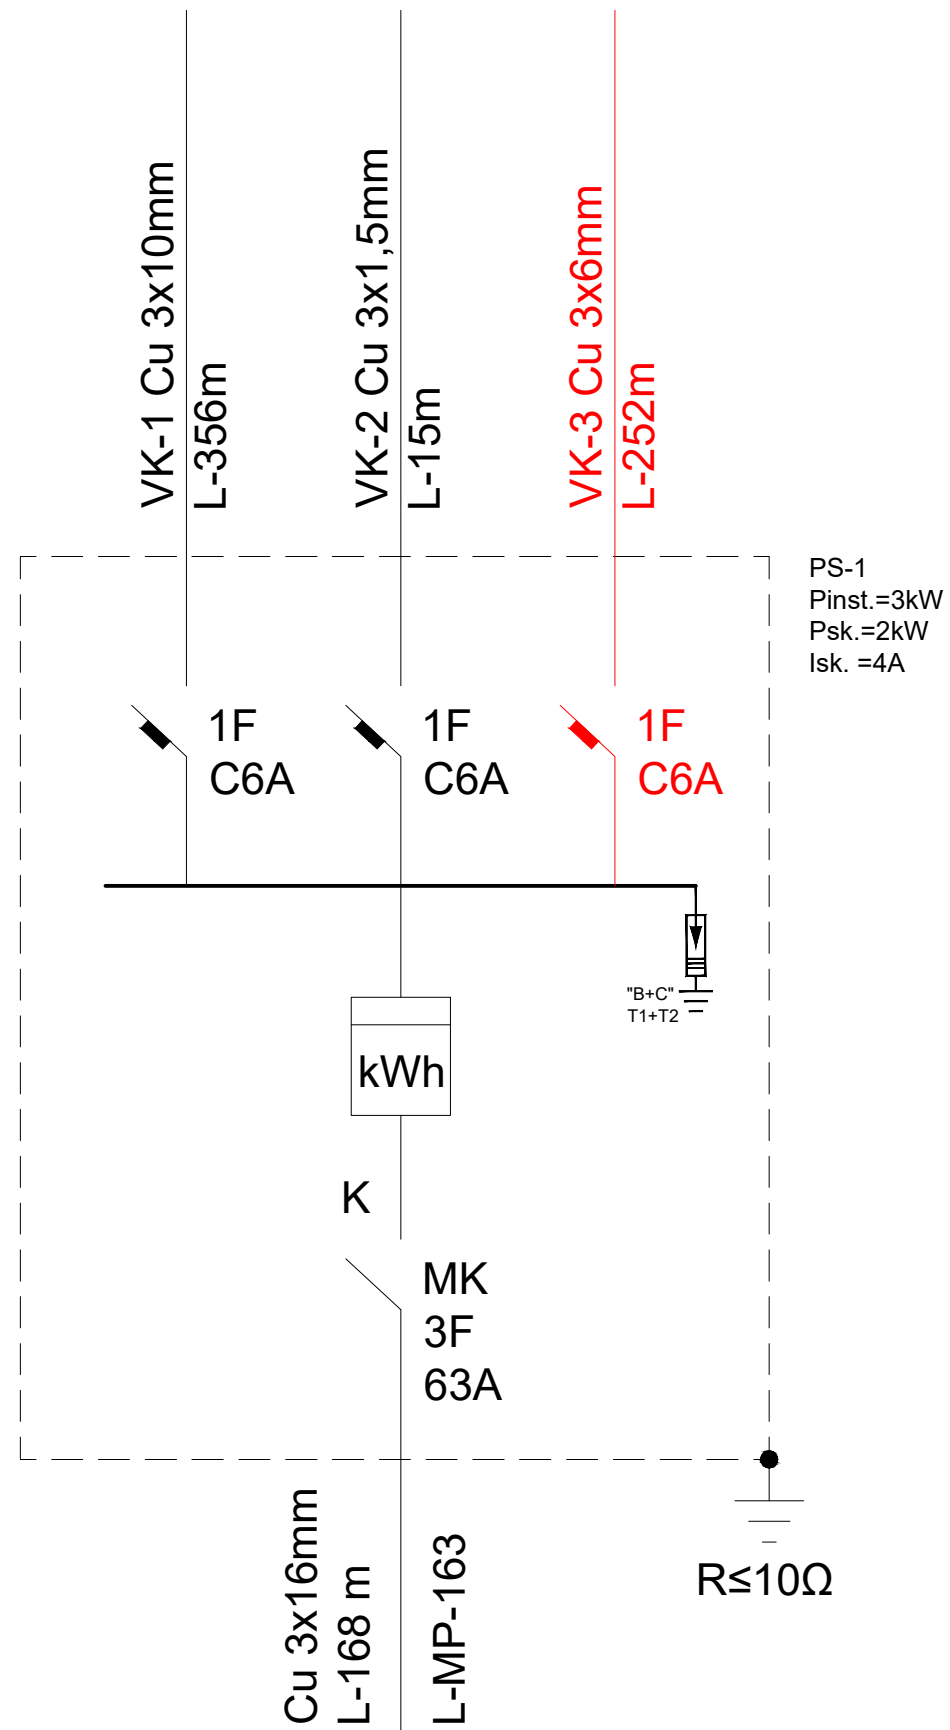 VK-1 Cu 3x10mm
L-356m
VK-2 Cu 3x1,5mm
L-15m
VK-3 Cu 3x6mm
L-252m
PS-1
Pinst.=3kW
Psk.=2kW
Isk. =4A
1F
C6A
1F
C6A
1F
C6A
"B+C"
T1+T2
kWh
K
MK
3F
63A
Cu 3x16mm
L-168 m
L-MP-163
R≤10Ω